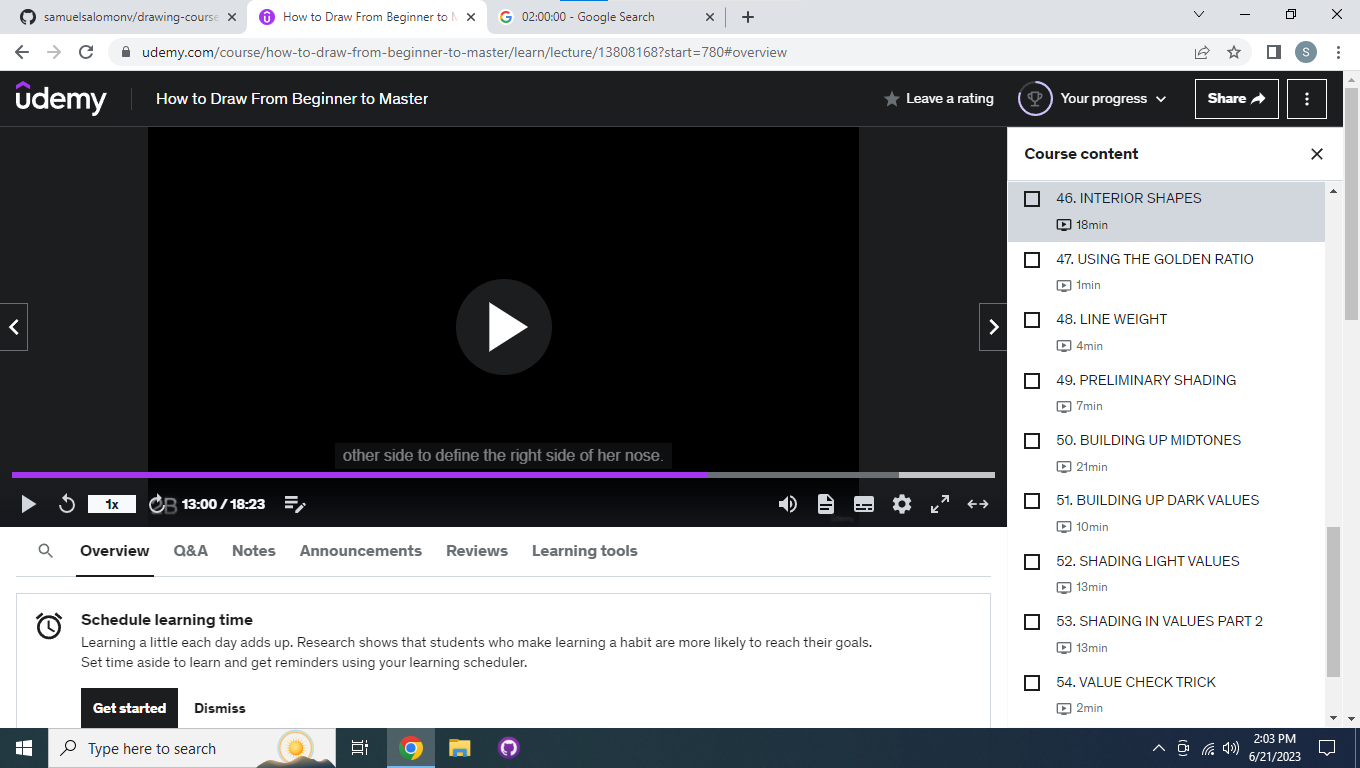 samuelsalomonv/drawing-course
How to Draw From Beginner to M
02:00:00 - Google Search
udemy.com/course/how-to-draw-from-beginner-to-master/learn/lecture/13808168?start=780#overview
S
udemy
How to Draw From Beginner to Master
Leave a rating
Your progress
Share
Course content
46. INTERIOR SHAPES
18min
47. USING THE GOLDEN RATIO
1min
48. LINE WEIGHT
4min
49. PRELIMINARY SHADING
7min
50. BUILDING UP MIDTONES
21min
51. BUILDING UP DARK VALUES
10min
52. SHADING LIGHT VALUES
13min
53. SHADING IN VALUES PART 2
13min
54. VALUE CHECK TRICK
2min
other side to define the right side of her nose.
1x
13:00 / 18:23
Overview
Q&A
Notes
Announcements
Reviews
Learning tools
Schedule learning time
Learning a little each day adds up. Research shows that students who make learning a habit are more likely to reach their goals.
Set time aside to learn and get reminders using your learning scheduler.
Get started
Dismiss
Type here to search
2:03 PM
6/21/2023